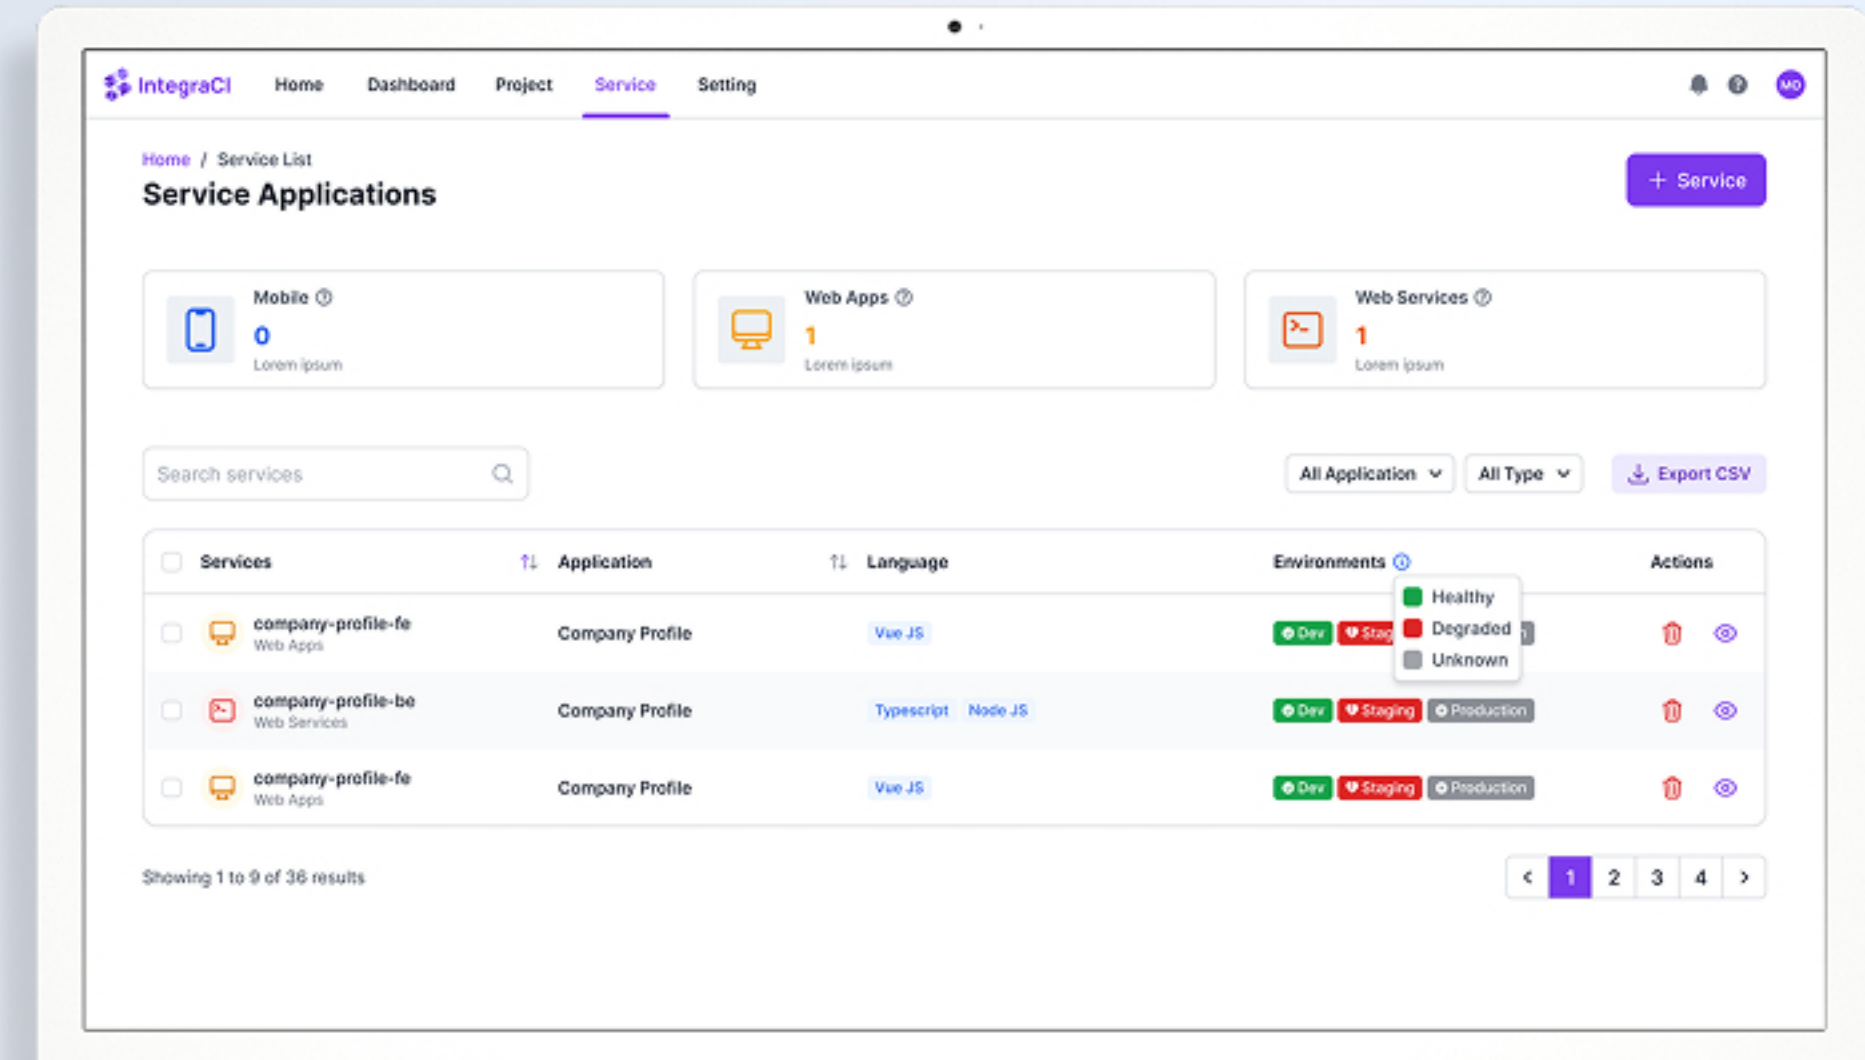 IntegraCI Home Dashboard Project Service Setting MD
Home / Service List
Service Applications
+ Service
Mobile
0
Lorem ipsum
Web Apps
1
Lorem ipsum
Web Services
1
Lorem ipsum
Search services
All Application All Type Export CSV
Services Application Language Environments Actions
Healthy
Degraded
Unknown
company-profile-fe
Web Apps
Company Profile Vue JS Dev Stag
company-profile-be
Web Services
Company Profile Typescript Node JS Dev Staging Production
company-profile-fe
Web Apps
Company Profile Vue JS Dev Staging Production
Showing 1 to 9 of 36 results
< 1 2 3 4 >